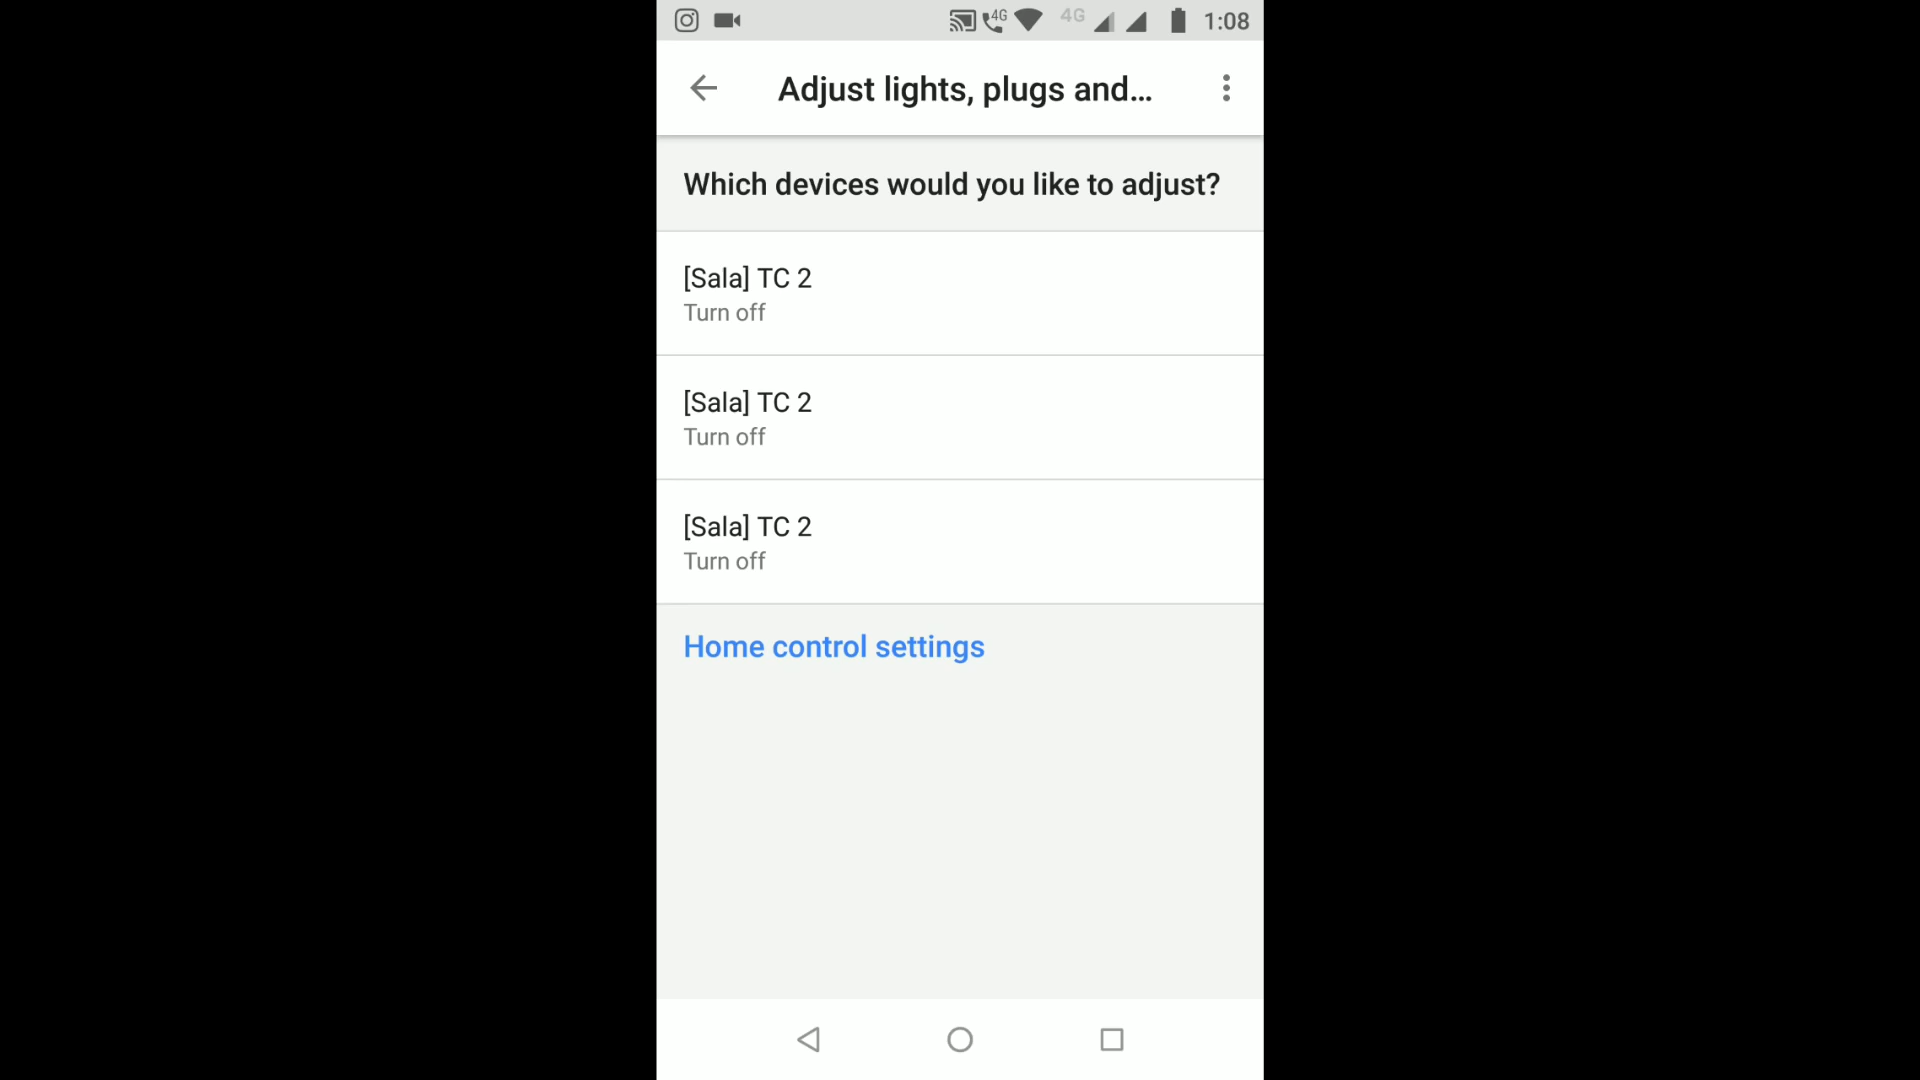 4G 4G 1:08
Adjust lights, plugs and...
Which devices would you like to adjust?
[Sala] TC 2
Turn off
[Sala] TC 2
Turn off
[Sala] TC 2
Turn off
Home control settings